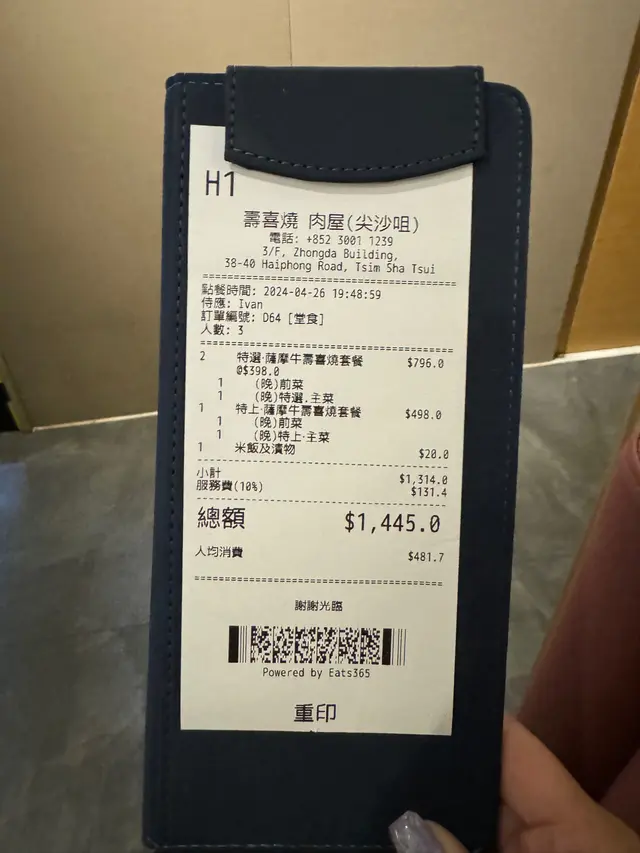 H1
壽喜燒 肉屋(尖沙咀)
電話: +852 3001 1239
3/F, Zhongda Building,
38-40 Haiphong Road, Tsim Sha Tsui
點餐時間: 2024-04-26 19:48:59
侍應: Ivan
訂單編號: D64 [堂食]
人數: 3
2 特選·薩摩牛壽喜燒套餐 $796.0
@$398.0
1 (晚)前菜
1 (晚)特選.主菜
1 特上·薩摩牛壽喜燒套餐 $498.0
1 (晚)前菜
1 (晚)特上·主菜
1 米飯及漬物 $20.0
小計 $1,314.0
服務費(10%) $131.4
總額 $1,445.0
人均消費 $481.7
謝謝光臨
Powered by Eats365
重印